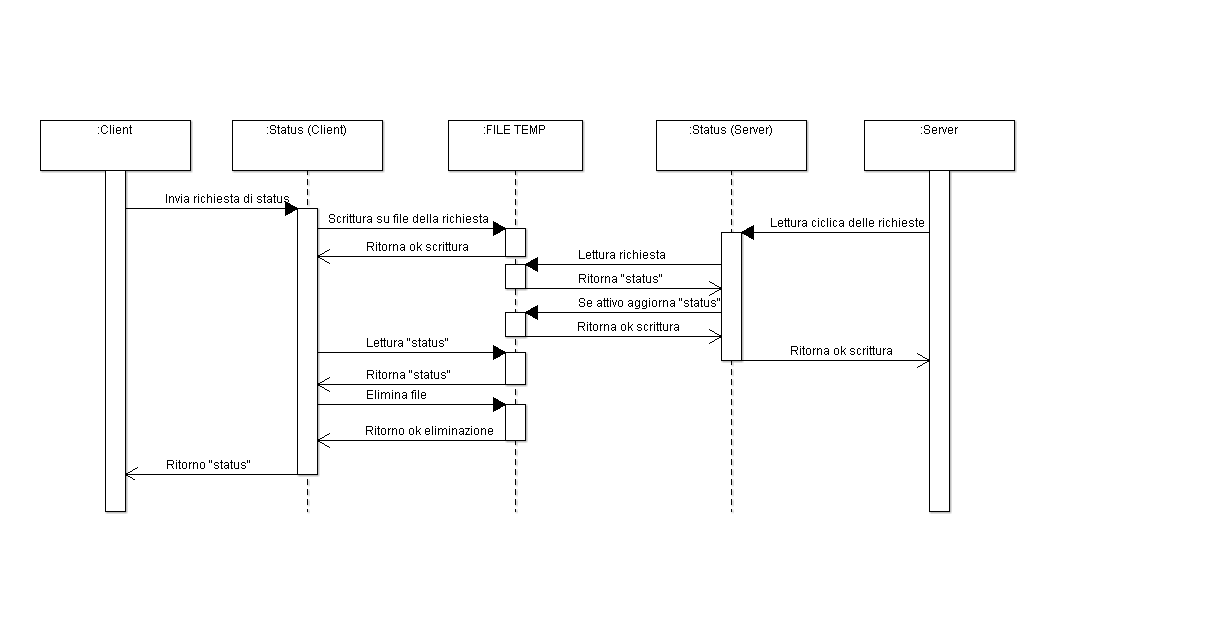 :Client
:Status (Client)
:FILE TEMP
:Status (Server)
:Server
Invia richiesta di status
Scrittura su file della richiesta
Lettura ciclica delle richieste
Ritorna ok scrittura
Lettura richiesta
Ritorna "status"
Se attivo aggiorna "status"
Ritorna ok scrittura
Lettura "status"
Ritorna ok scrittura
Ritorna "status"
Elimina file
Ritorno ok eliminazione
Ritorno "status"